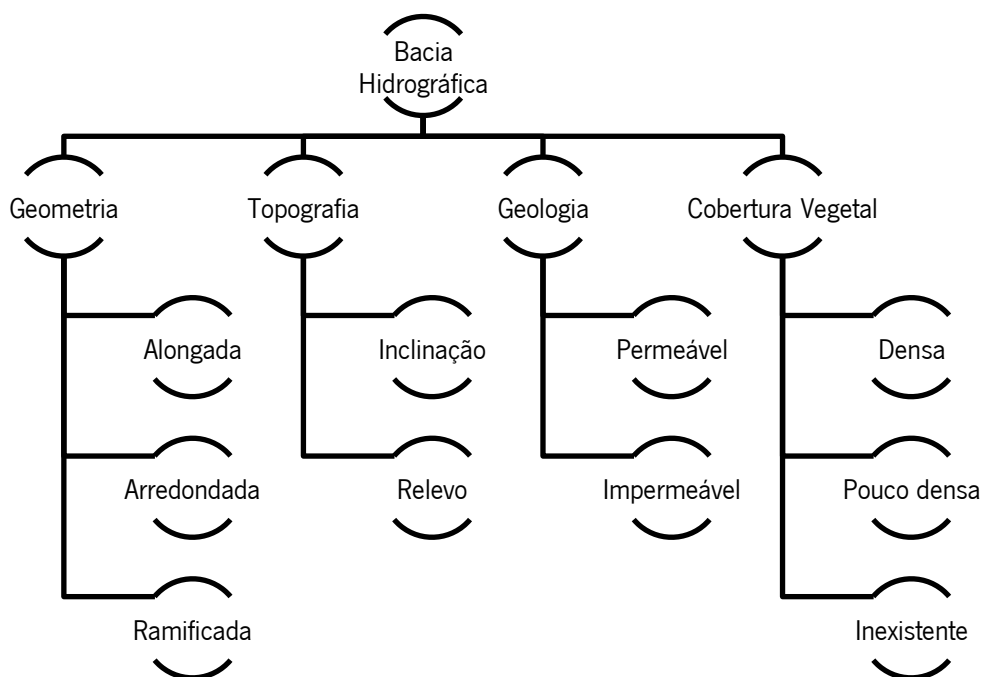 Bacia
Hidrográfica
Geometria
Topografia
Geologia
Cobertura Vegetal
Alongada
Inclinação
Permeável
Densa
Arredondada
Relevo
Impermeável
Pouco densa
Ramificada
Inexistente